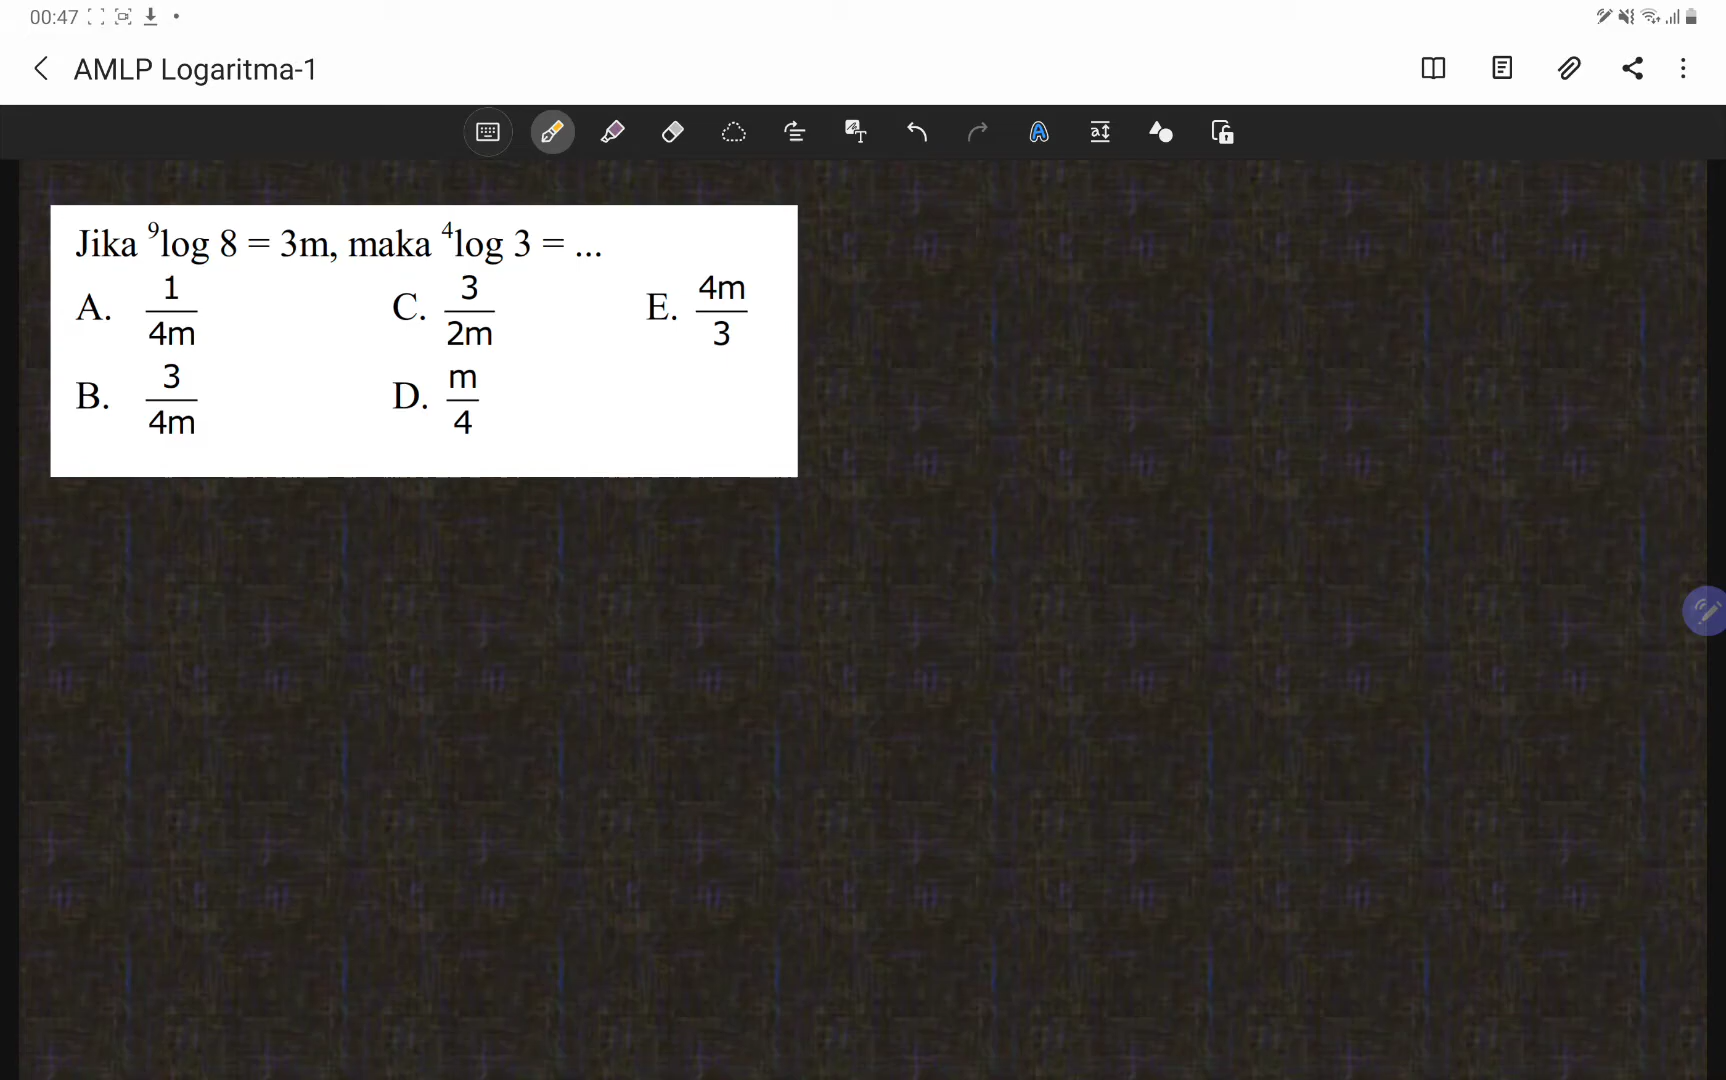 00:47
AMLP Logaritma-1
Jika ⁹log 8 = 3m, maka ⁴log 3 = ...
A. 1/4m C. 3/2m E. 4m/3
B. 3/4m D. m/4